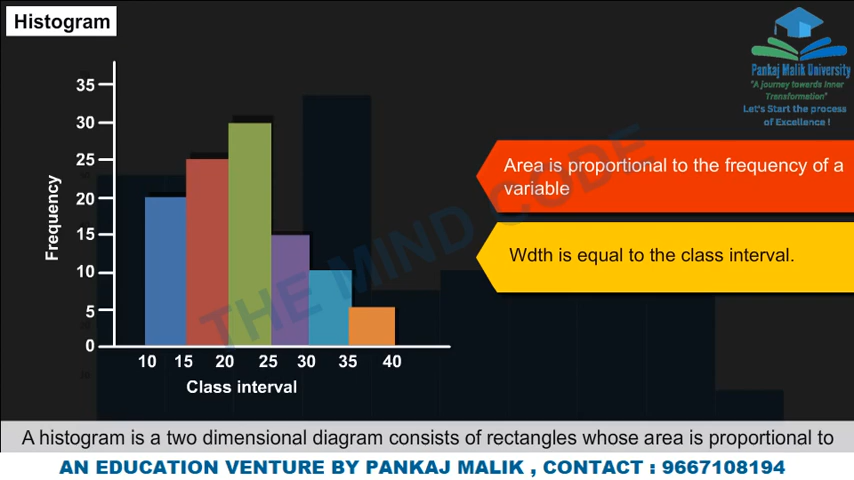 Histogram
Pankaj Malik University
"A journey towards Inner
Transformation"
Let's Start the process
of Excellence !
35
30
25
20
15
10
5
0
Frequency
10 15 20 25 30 35 40
Class interval
Area is proportional to the frequency of a
variable
Wdth is equal to the class interval.
THE MIND CODE
A histogram is a two dimensional diagram consists of rectangles whose area is proportional to
AN EDUCATION VENTURE BY PANKAJ MALIK , CONTACT : 9667108194